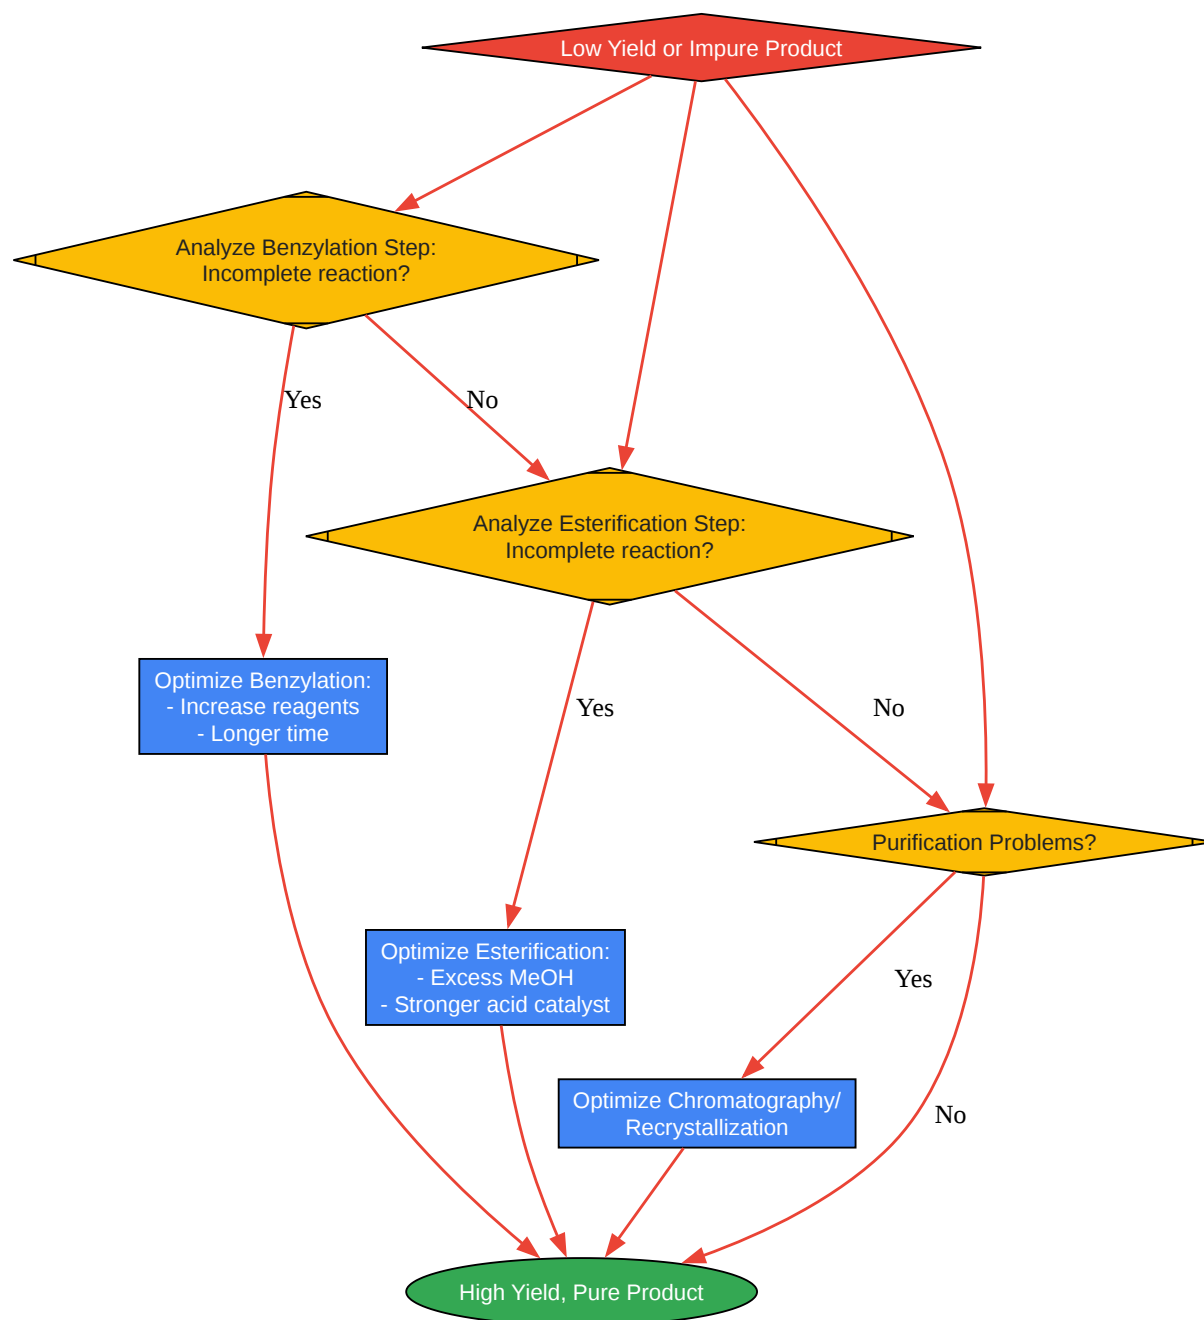 Low Yield or Impure Product
Analyze Benzylation Step:
Incomplete reaction?
Yes
No
Analyze Esterification Step:
Incomplete reaction?
Optimize Benzylation:
- Increase reagents
- Longer time
Yes
No
Purification Problems?
Optimize Esterification:
- Excess MeOH
- Stronger acid catalyst
Yes
Optimize Chromatography/
Recrystallization
No
High Yield, Pure Product